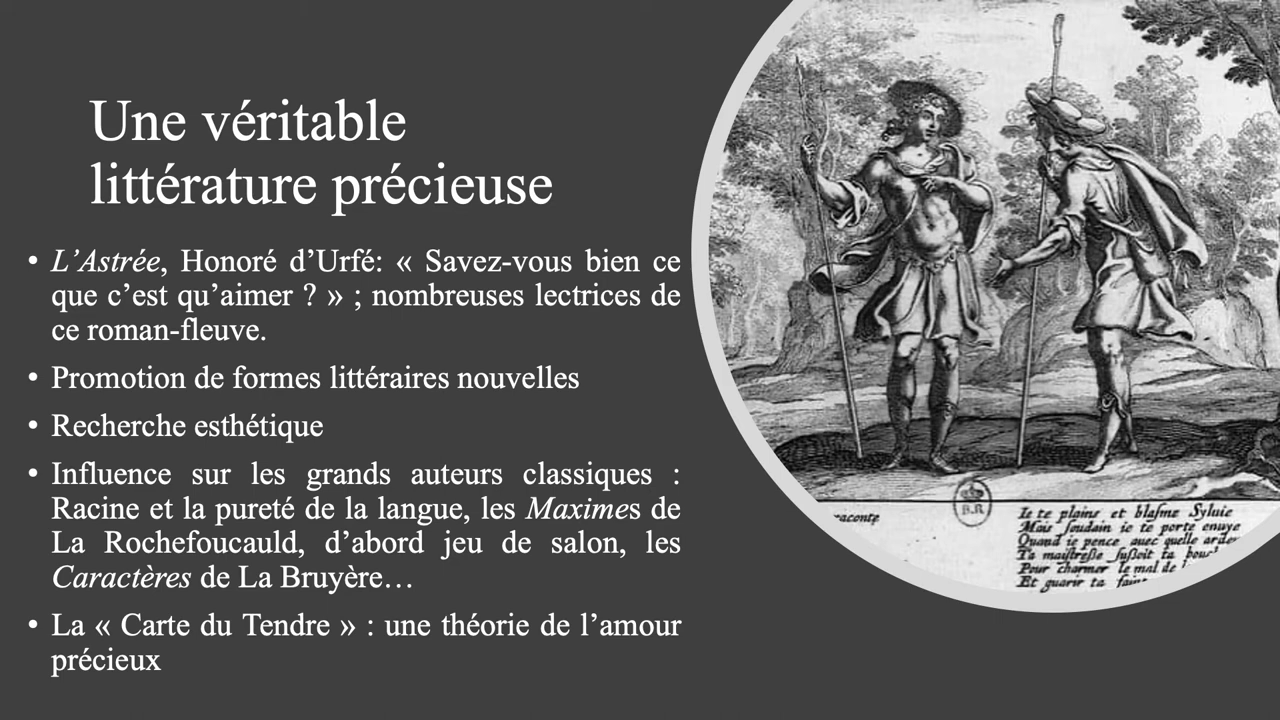 Une véritable
littérature précieuse
• L’Astrée, Honoré d’Urfé: « Savez-vous bien ce
que c’est qu’aimer ? » ; nombreuses lectrices de
ce roman-fleuve.
• Promotion de formes littéraires nouvelles
• Recherche esthétique
• Influence sur les grands auteurs classiques :
Racine et la pureté de la langue, les Maximes de
La Rochefoucauld, d’abord jeu de salon, les
Caractères de La Bruyère…
• La « Carte du Tendre » : une théorie de l’amour
précieux
B.R
raconte
Ie te plains et blasme Sylvie
Mais soudain ie te porte enuye
Quand ie pence auec quelle
Ta maistresse sussoit ta
Pour charmer le mal de
Et guarir ta